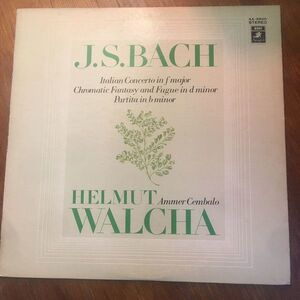 STEREO
J.S.BACH
Italian Concerto in f major
Chromatic Fantasy and Fugue in d minor
Partita in b minor
HELMUT Ammer Cembalo
WALCHA